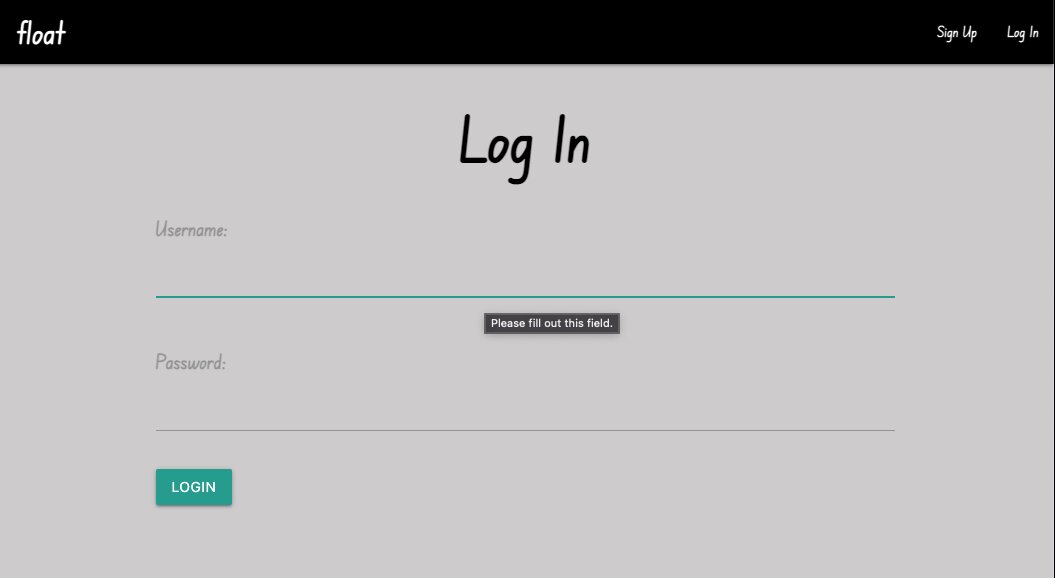 float
Sign Up
Log In
Log In
Username:
Please fill out this field.
Password:
LOGIN